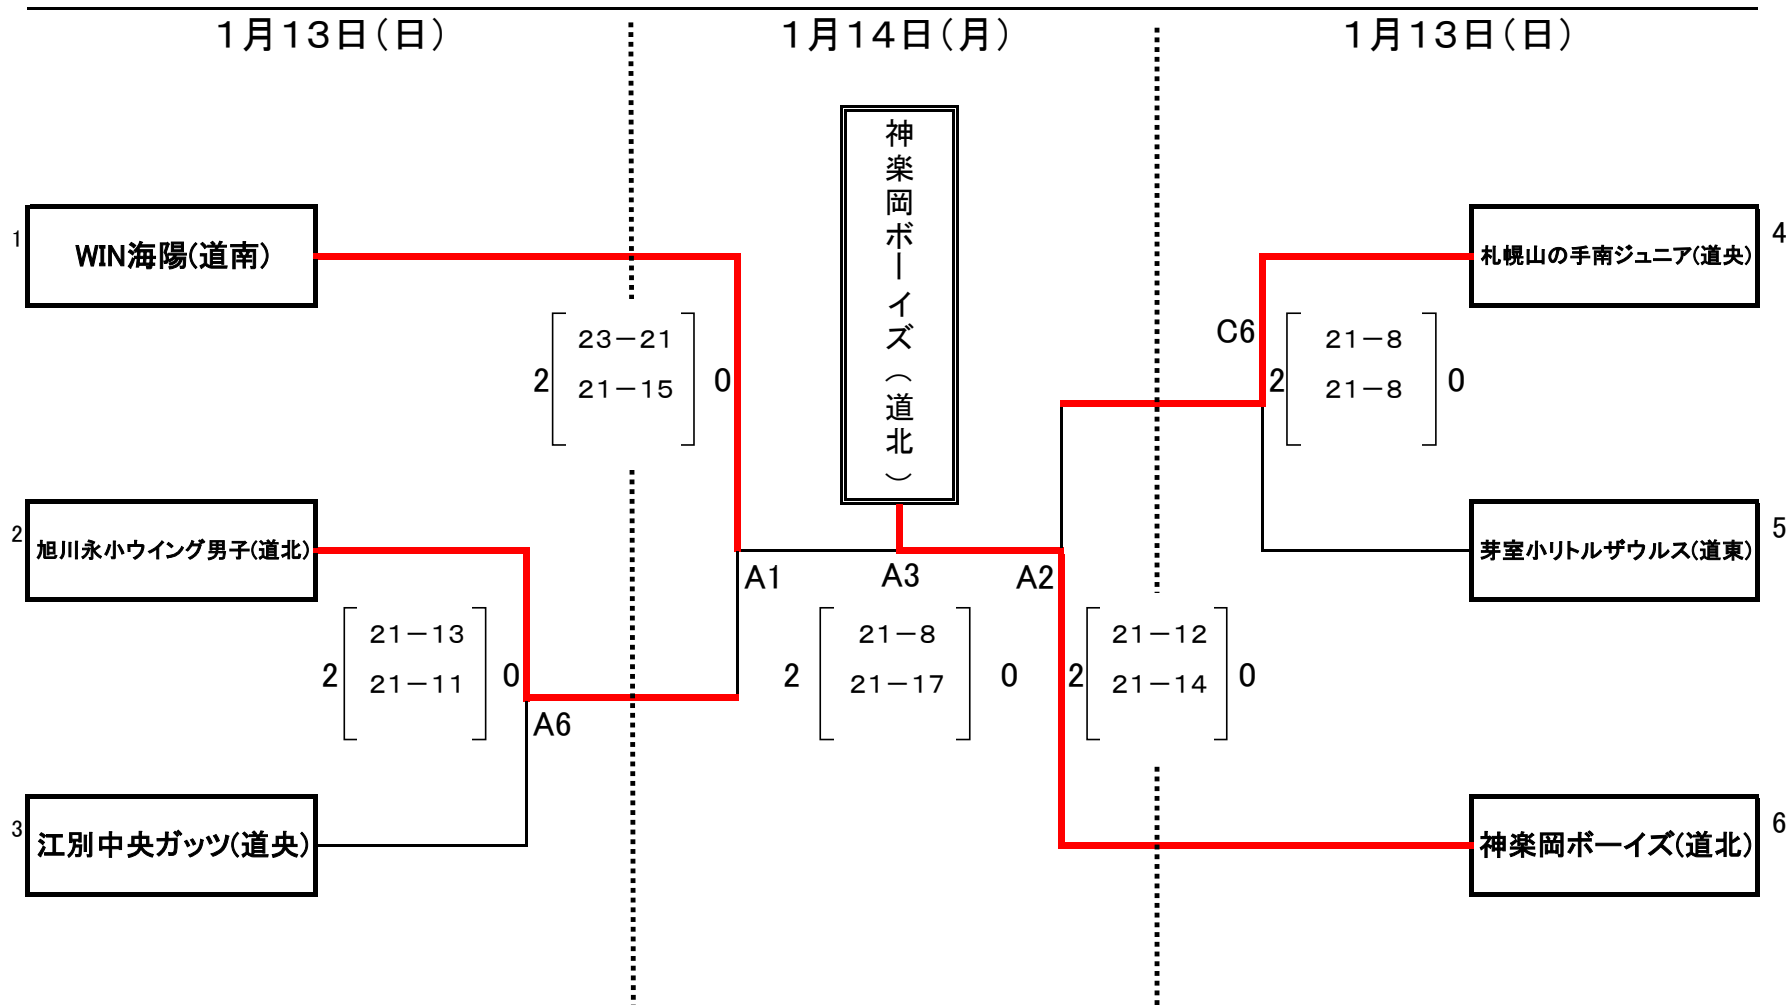 1月13日(日)
1月14日(月)
1月13日(日)
神楽岡ボーイズ(道北)
1
WIN海陽(道南)
札幌山の手南ジュニア(道央)
4
23－21
2
21－15
0
C6
21－8
2
21－8
0
2
旭川永小ウイング男子(道北)
芽室小リトルザウルス(道東)
5
A1
A3
A2
21－13
2
21－11
0
21－8
2
21－17
0
21－12
2
21－14
0
A6
3
江別中央ガッツ(道央)
神楽岡ボーイズ(道北)
6